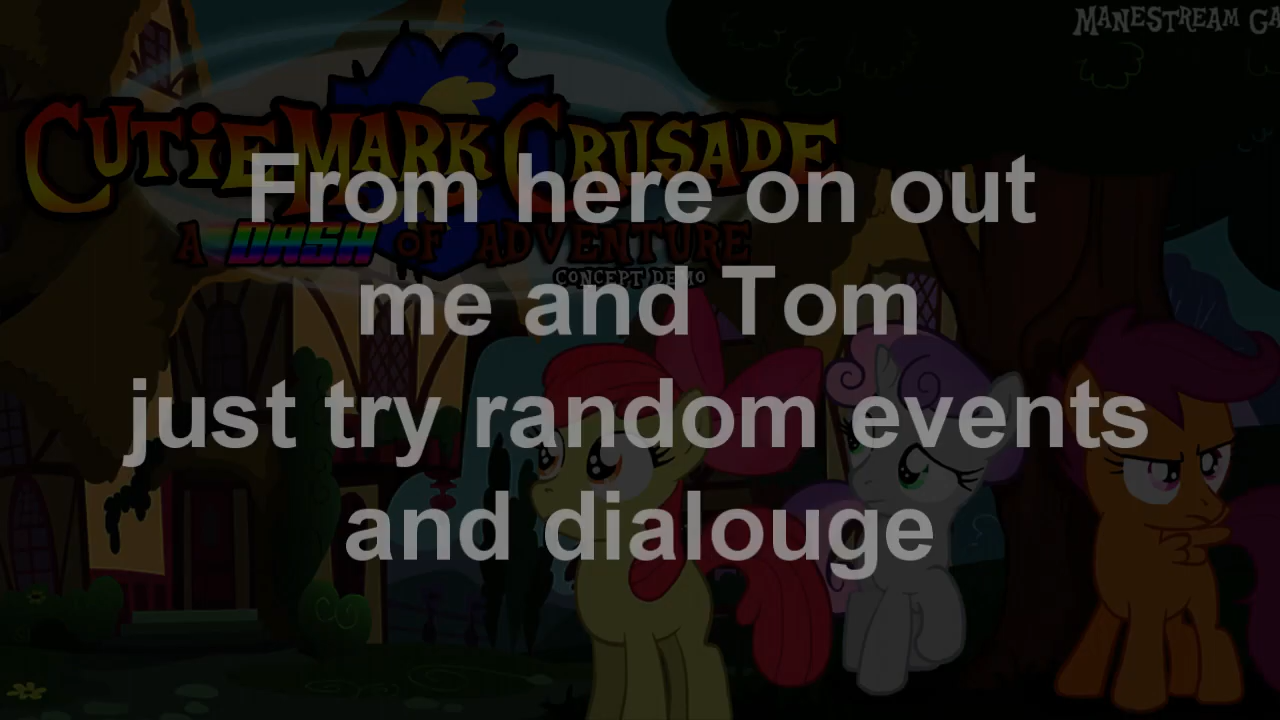 MANESTREAM GA
CUTIE MARK CRUSADE
A DASH OF ADVENTURE
CONCEPT DEMO
From here on out
me and Tom
just try random events
and dialouge